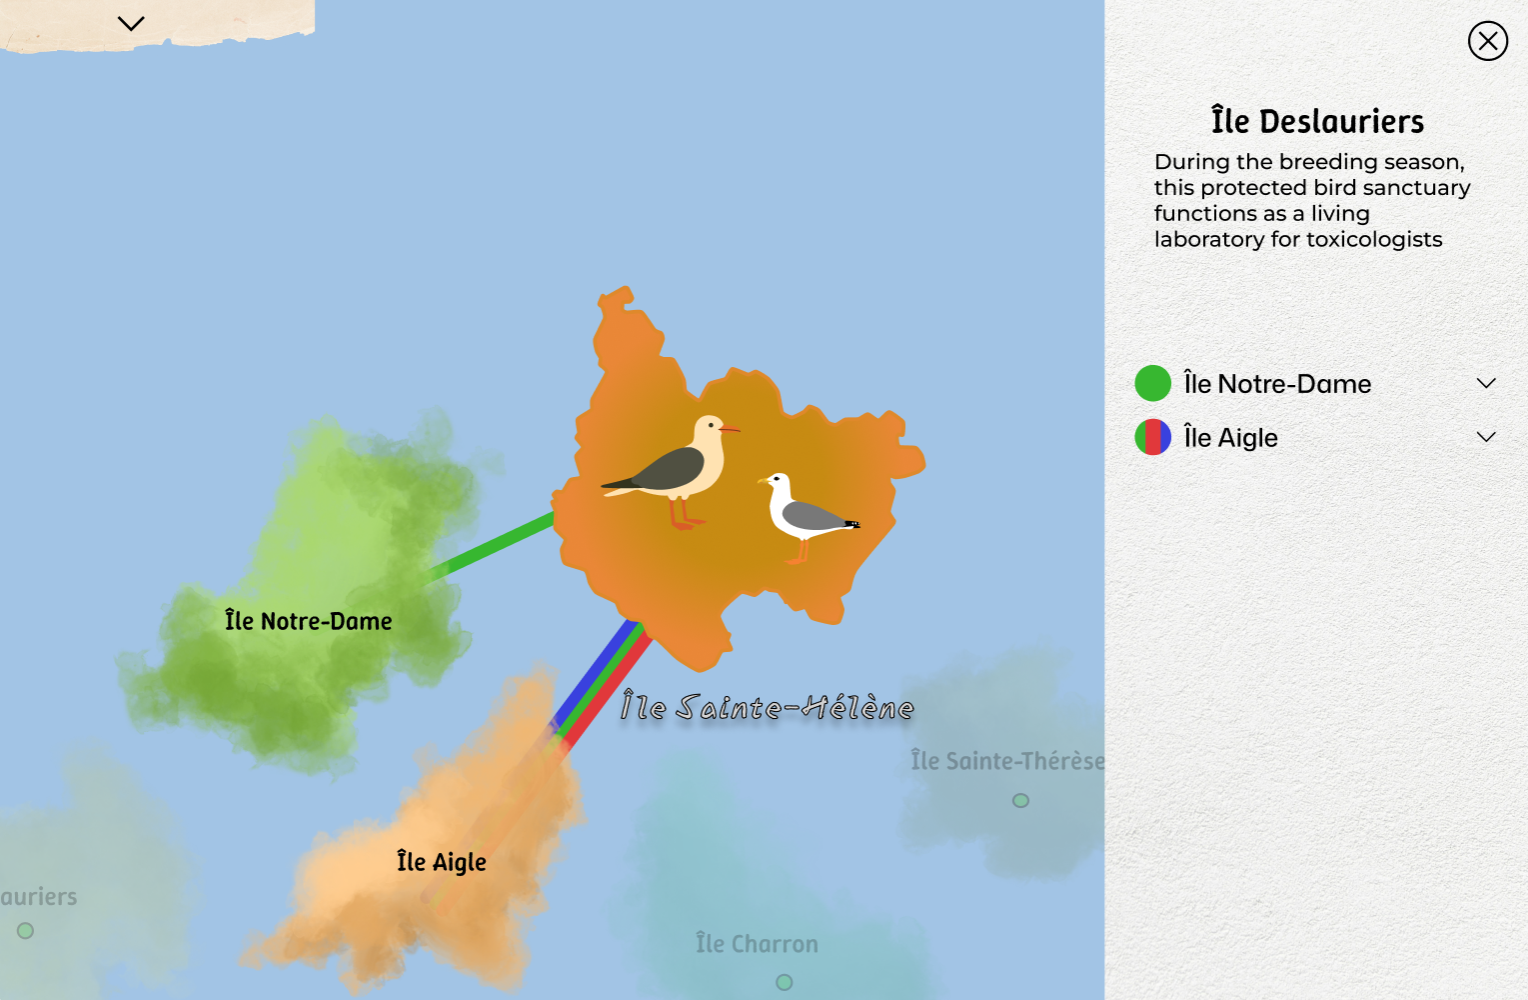 Île Deslauriers
During the breeding season,
this protected bird sanctuary
functions as a living
laboratory for toxicologists
Île Notre-Dame
Île Aigle
Île Notre-Dame
Île Sainte-Hélène
Île Sainte-Thérèse
Île Aigle
auriers
Île Charron